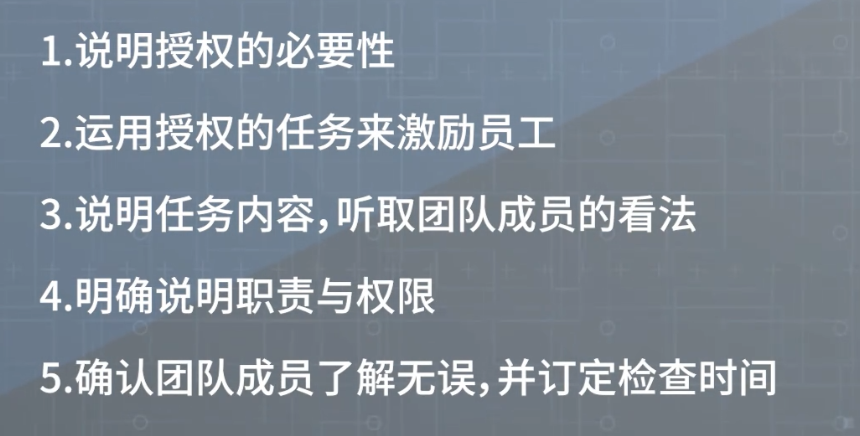 1.说明授权的必要性
2.运用授权的任务来激励员工
3.说明任务内容,听取团队成员的看法
4.明确说明职责与权限
5.确认团队成员了解无误,并订定检查时间